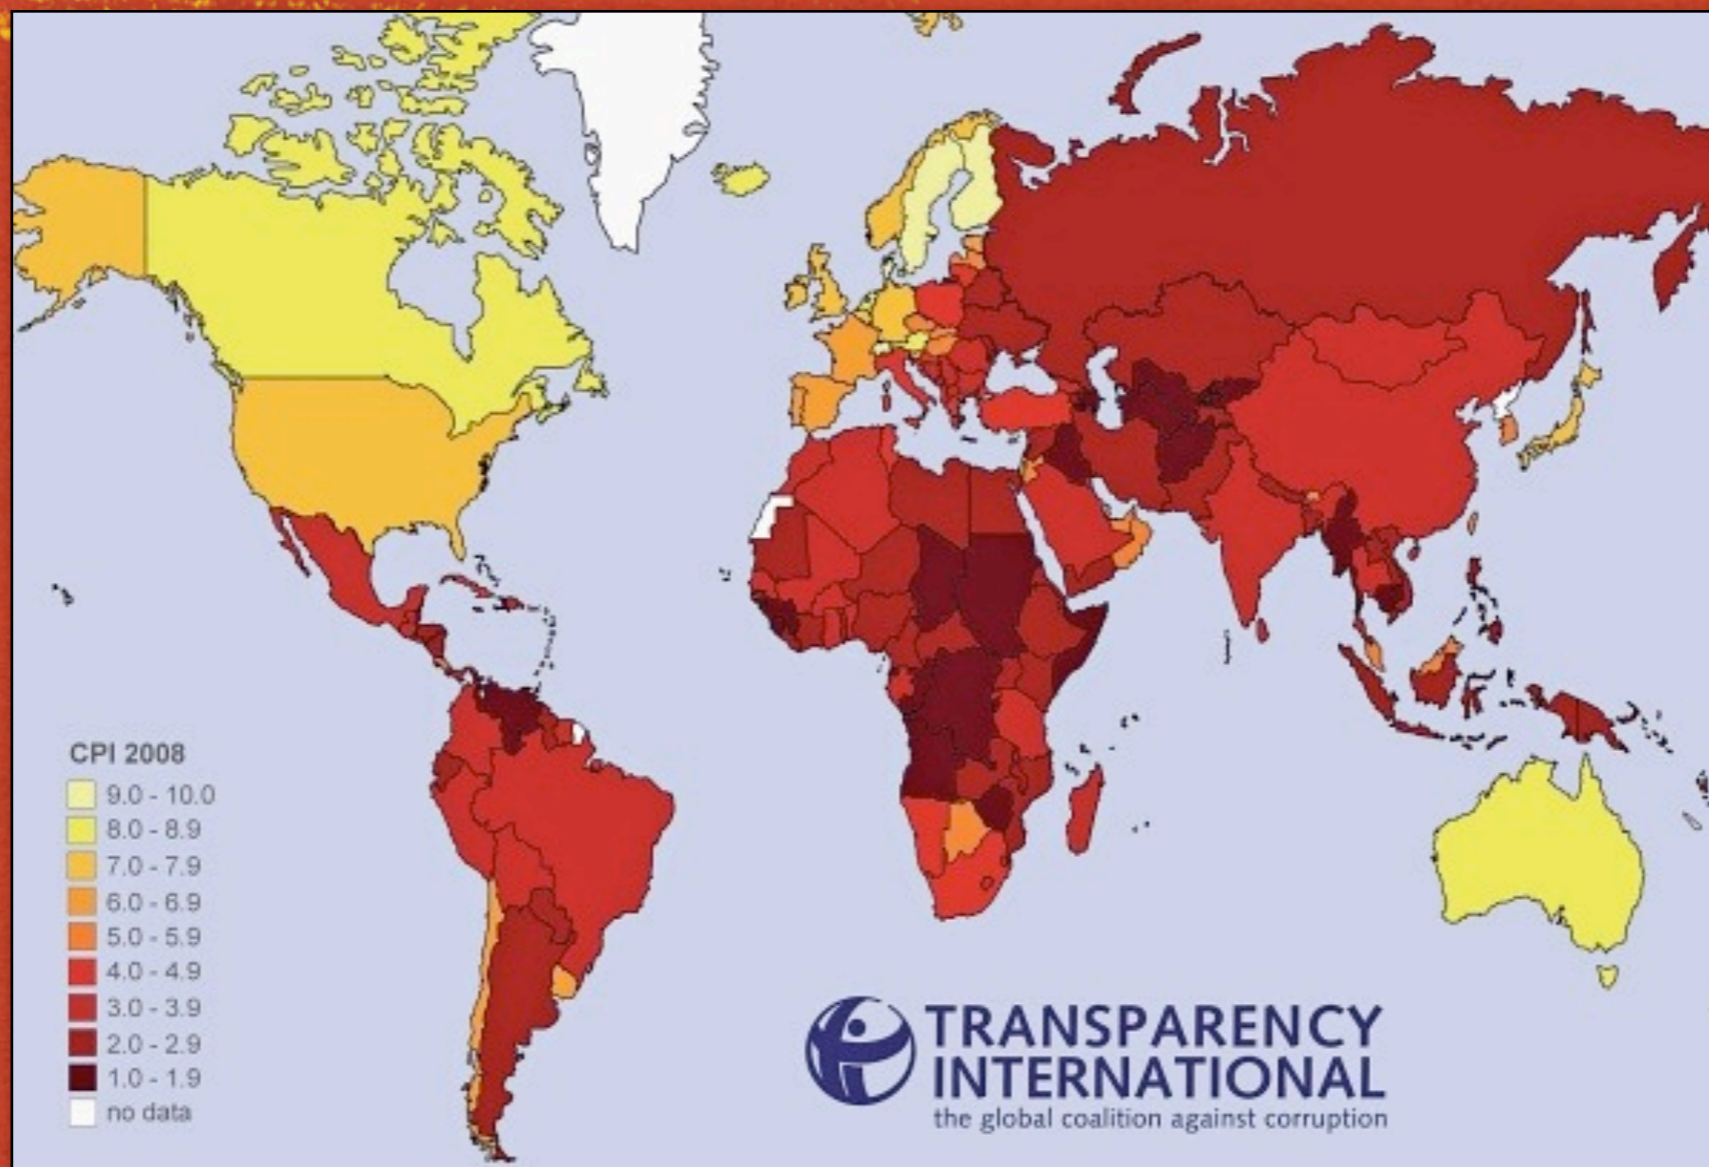 CPI 2008
9.0 - 10.0
8.0 - 8.9
7.0 - 7.9
6.0 - 6.9
5.0 - 5.9
4.0 - 4.9
3.0 - 3.9
2.0 - 2.9
1.0 - 1.9
no data
TRANSPARENCY
INTERNATIONAL
the global coalition against corruption